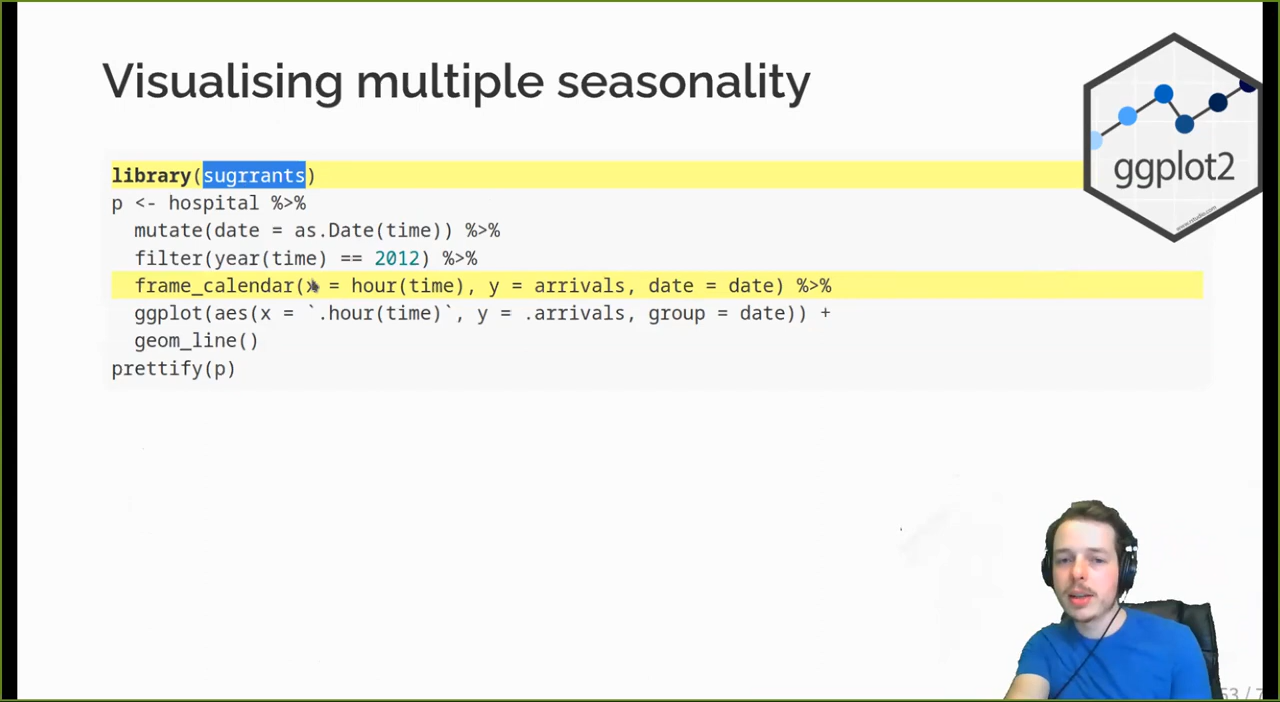 Visualising multiple seasonality
library(sugrrants)
p <- hospital %>%
mutate(date = as.Date(time)) %>%
filter(year(time) == 2012) %>%
frame_calendar(x = hour(time), y = arrivals, date = date) %>%
ggplot(aes(x = `.hour(time)`, y = .arrivals, group = date)) +
geom_line()
prettify(p)
ggplot2